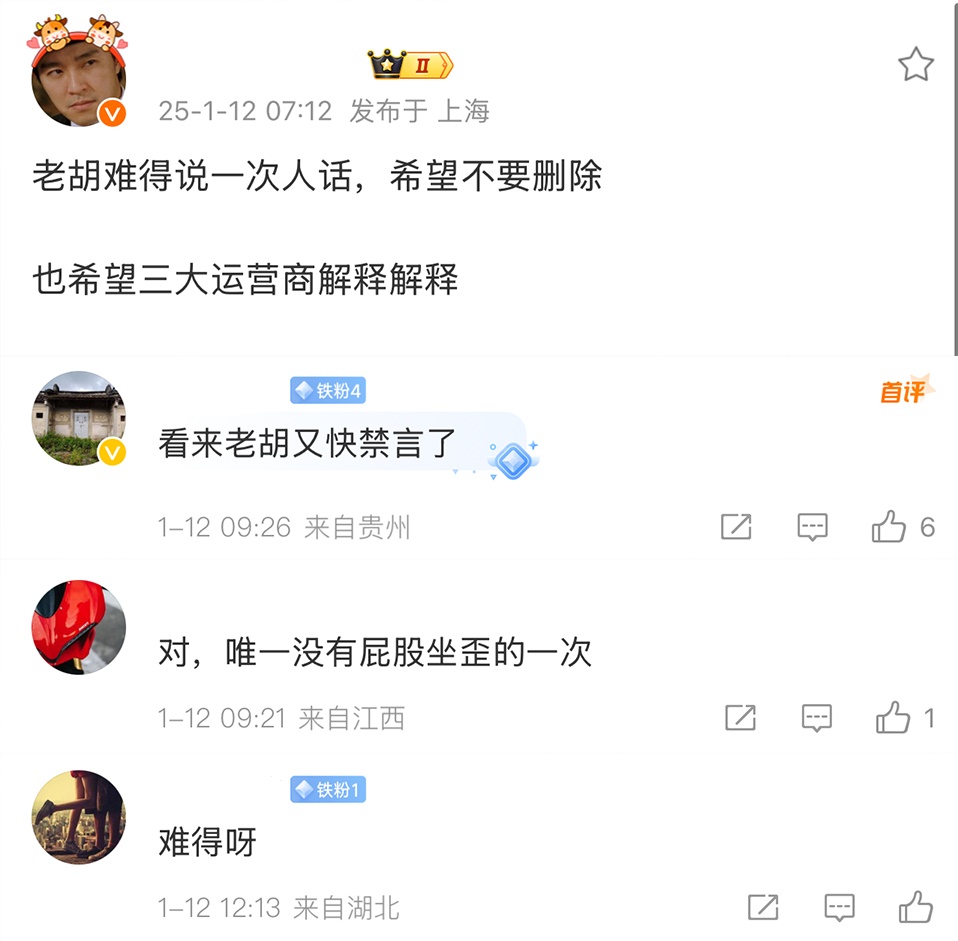 II
25-1-12 07:12 发布于 上海
老胡难得说一次人话，希望不要删除
也希望三大运营商解释解释
铁粉4
首评
看来老胡又快禁言了
1-12 09:26 来自贵州
6
对，唯一没有屁股坐歪的一次
1-12 09:21 来自江西
1
铁粉1
难得呀
1-12 12:13 来自湖北